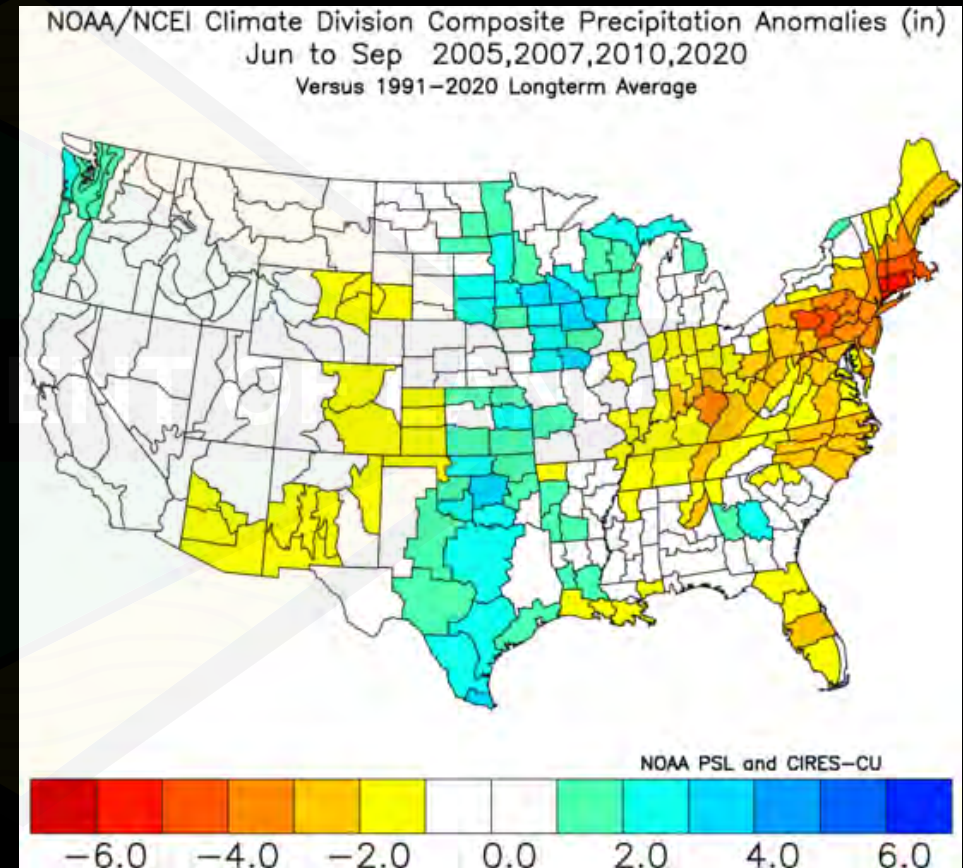 NOAA/NCEI Climate Division Composite Precipitation Anomalies (in)
Jun to Sep 2005,2007,2010,2020
Versus 1991–2020 Longterm Average
NOAA PSL and CIRES–CU
−6.0 −4.0 −2.0 0.0 2.0 4.0 6.0